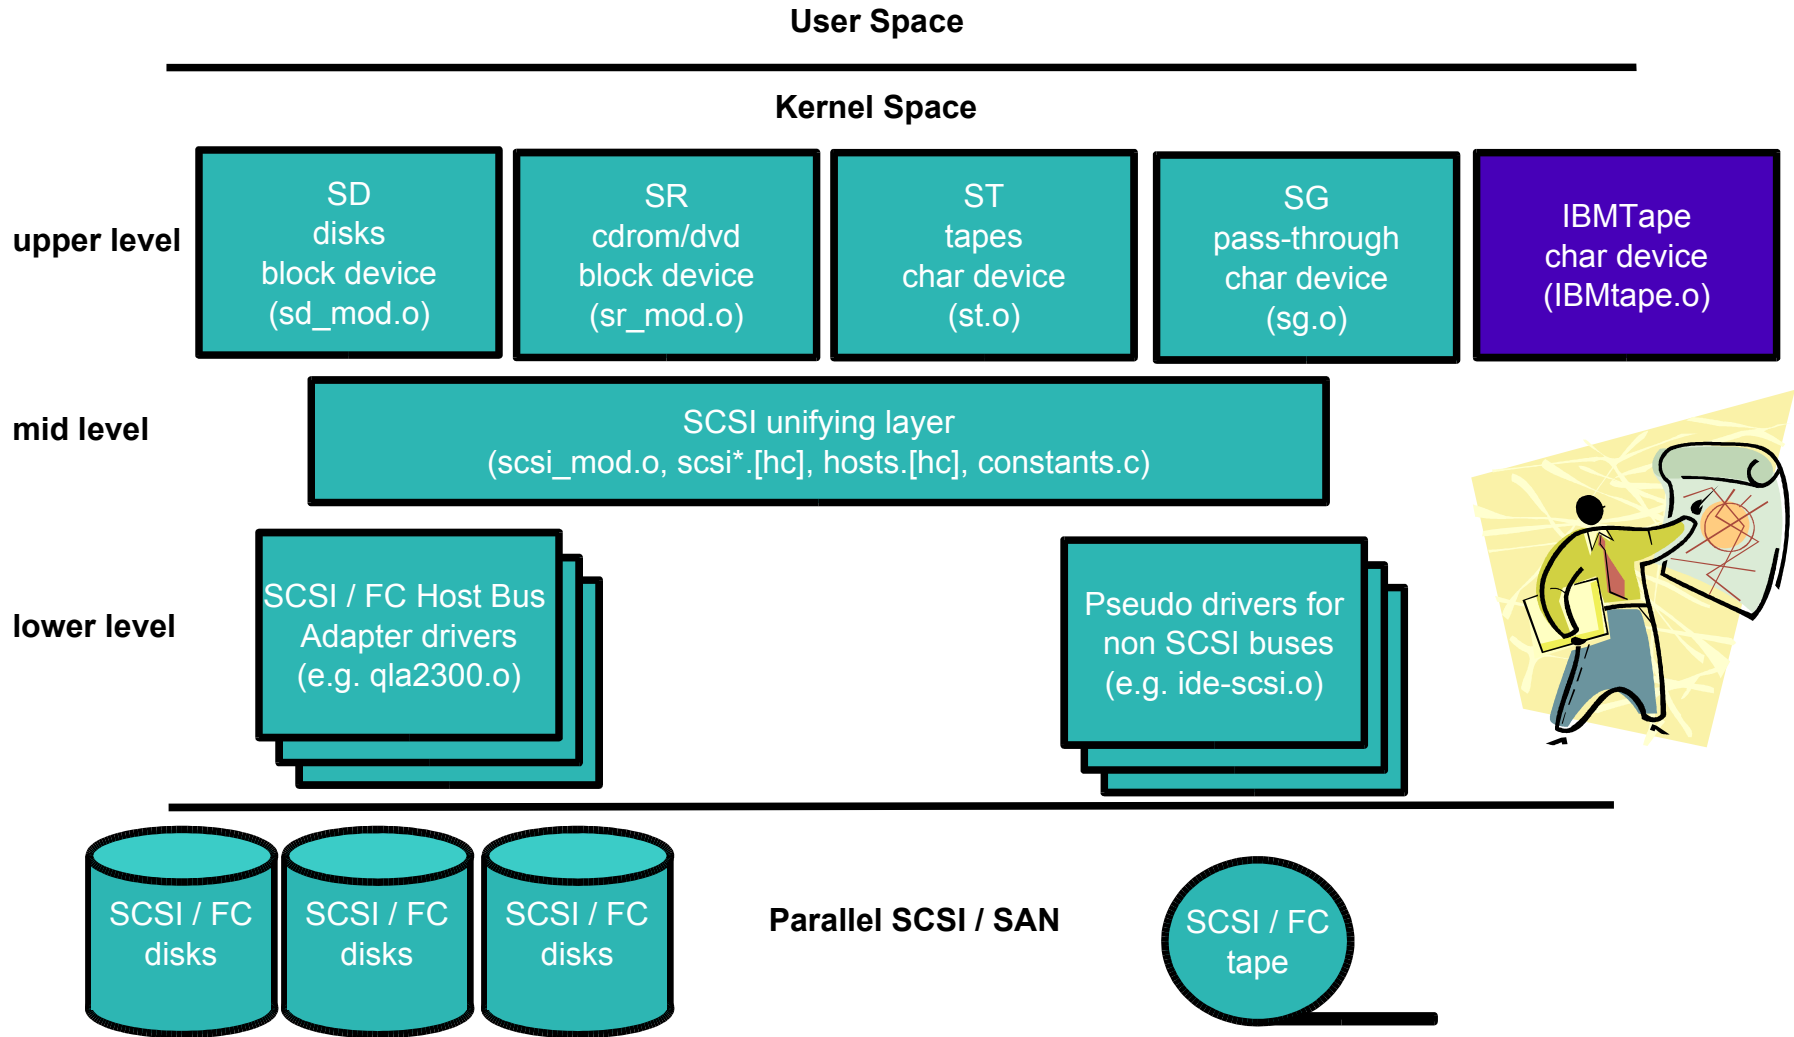 User Space
Kernel Space
upper level
SD
disks
block device
(sd_mod.o)
SR
cdrom/dvd
block device
(sr_mod.o)
ST
tapes
char device
(st.o)
SG
pass-through
char device
(sg.o)
IBMTape
char device
(IBMtape.o)
mid level
SCSI unifying layer
(scsi_mod.o, scsi*.[hc], hosts.[hc], constants.c)
lower level
SCSI / FC Host Bus
Adapter drivers
(e.g. qla2300.o)
Pseudo drivers for
non SCSI buses
(e.g. ide-scsi.o)
SCSI / FC
disks
SCSI / FC
disks
SCSI / FC
disks
Parallel SCSI / SAN
SCSI / FC
tape